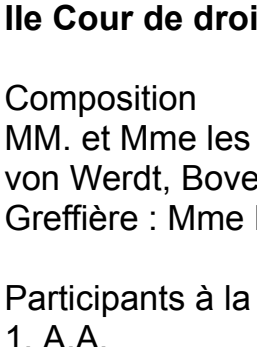 IIe Cour de droi
Composition
MM. et Mme les
von Werdt, Bove
Greffière : Mme
Participants à la
1. A.A.